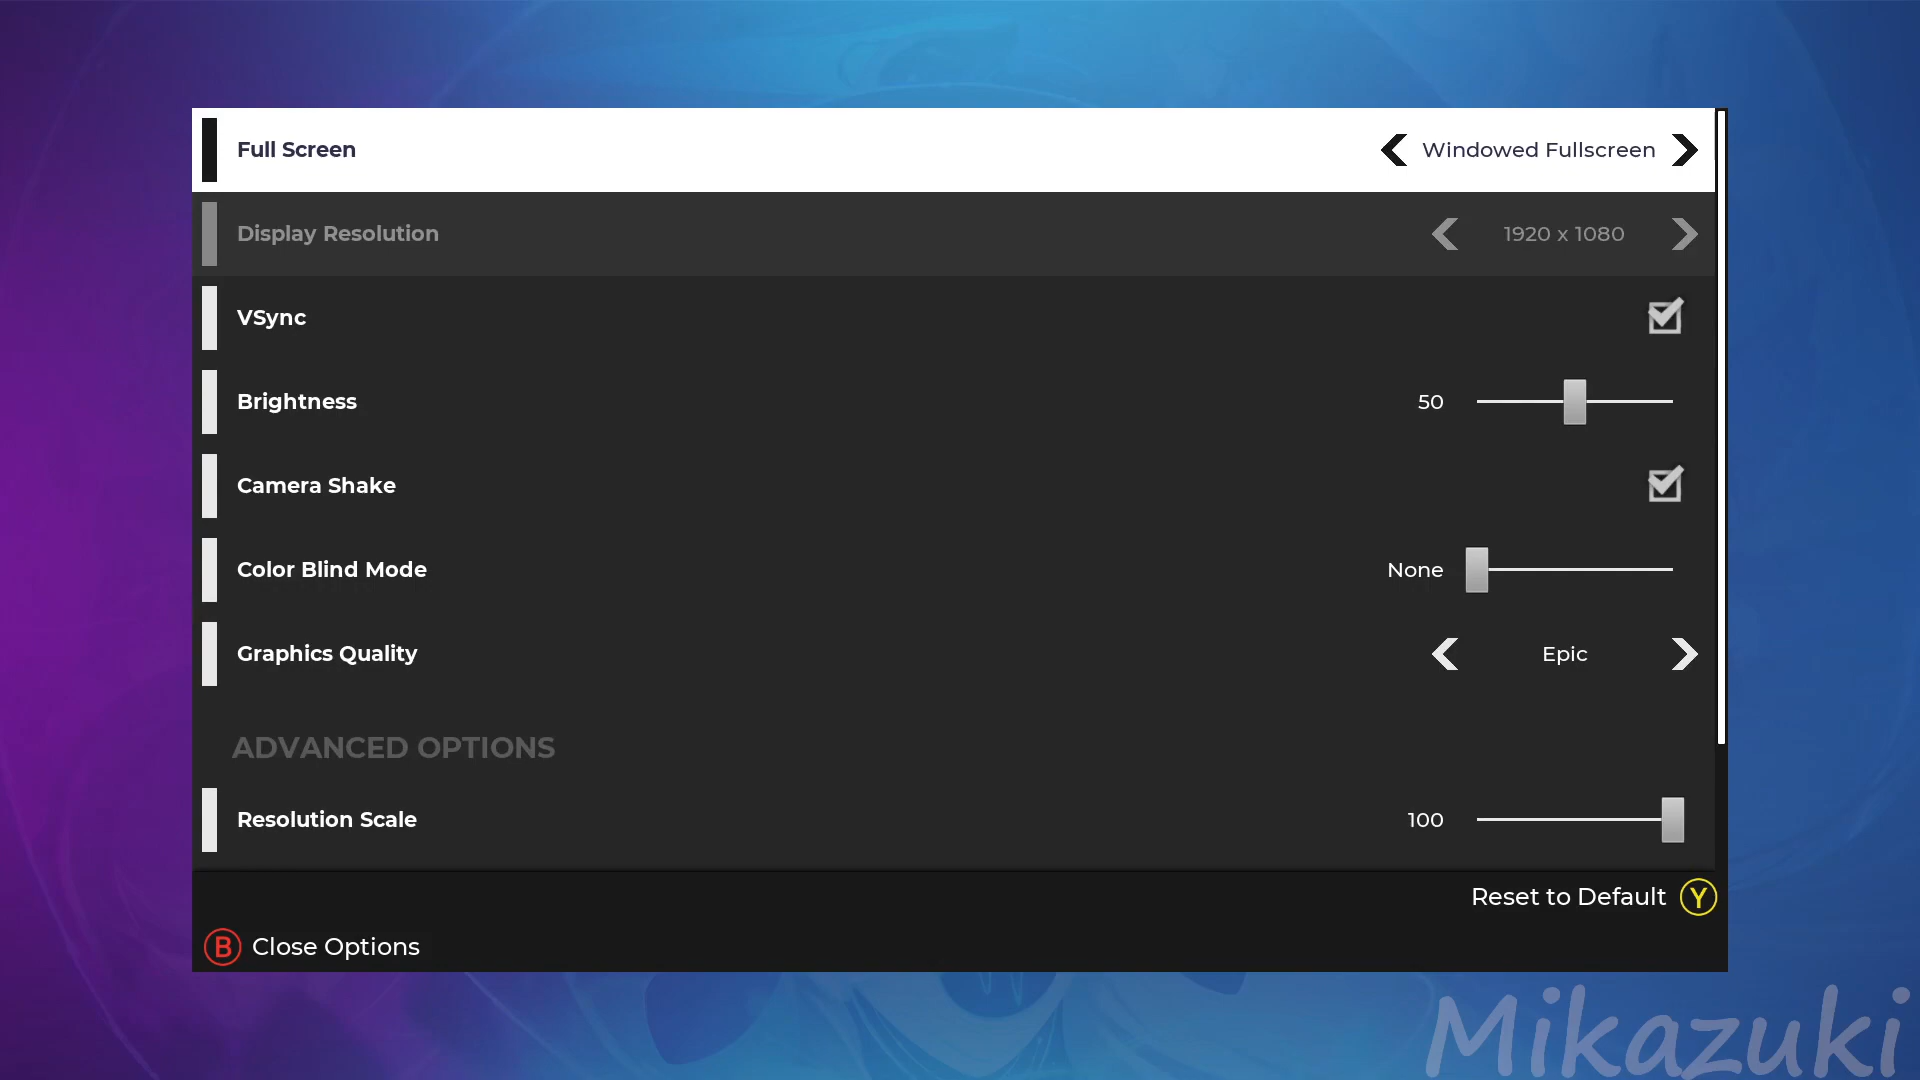 Full Screen Windowed Fullscreen
Display Resolution 1920 x 1080
VSync
Brightness 50
Camera Shake
Color Blind Mode None
Graphics Quality Epic
ADVANCED OPTIONS
Resolution Scale 100
Reset to Default Y
B Close Options
Mikazuki